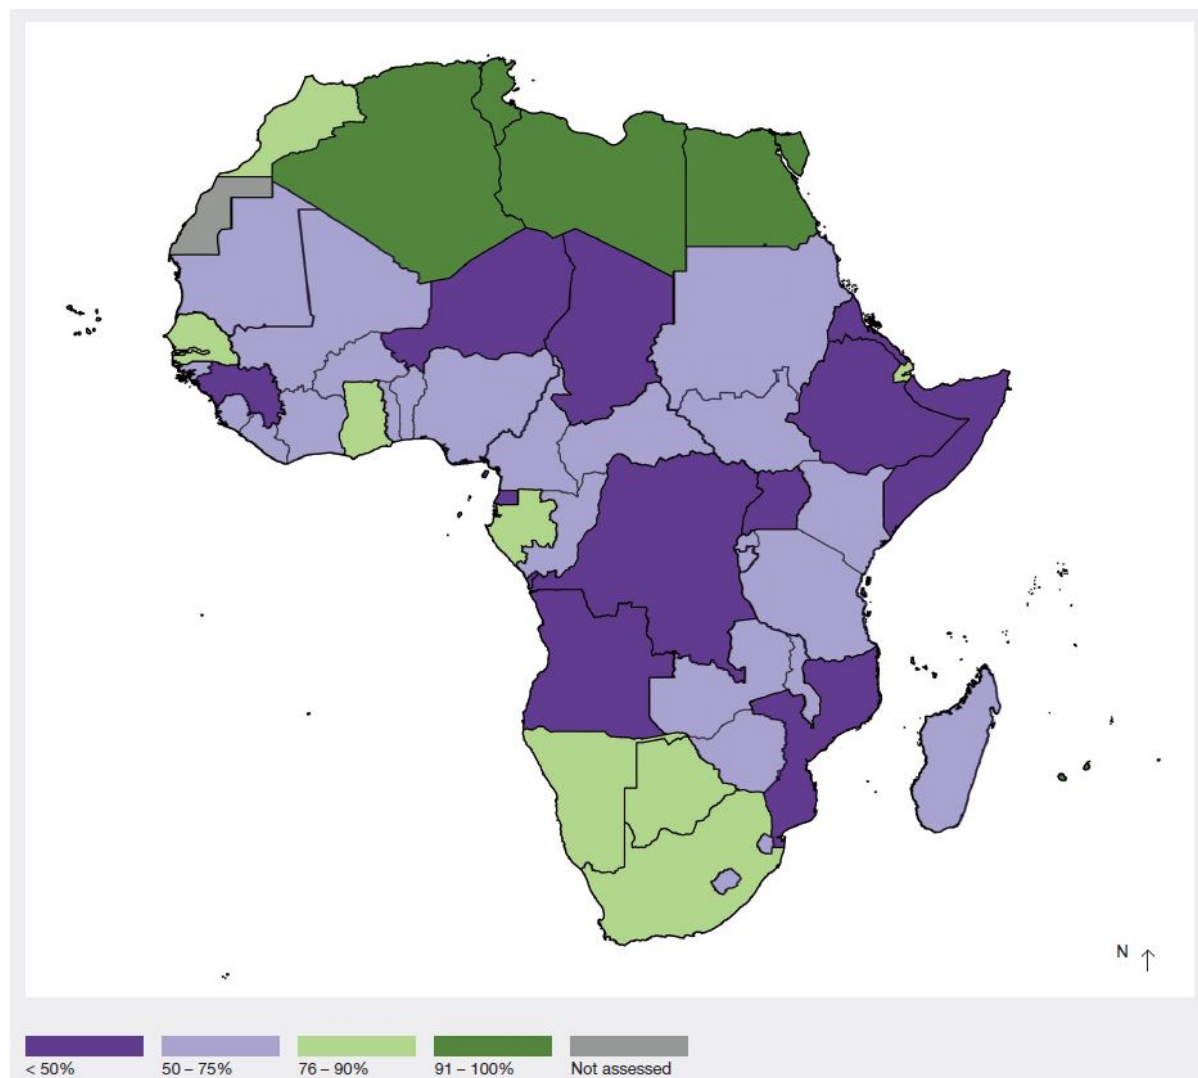 N
< 50%
50 – 75%
76 – 90%
91 – 100%
Not assessed